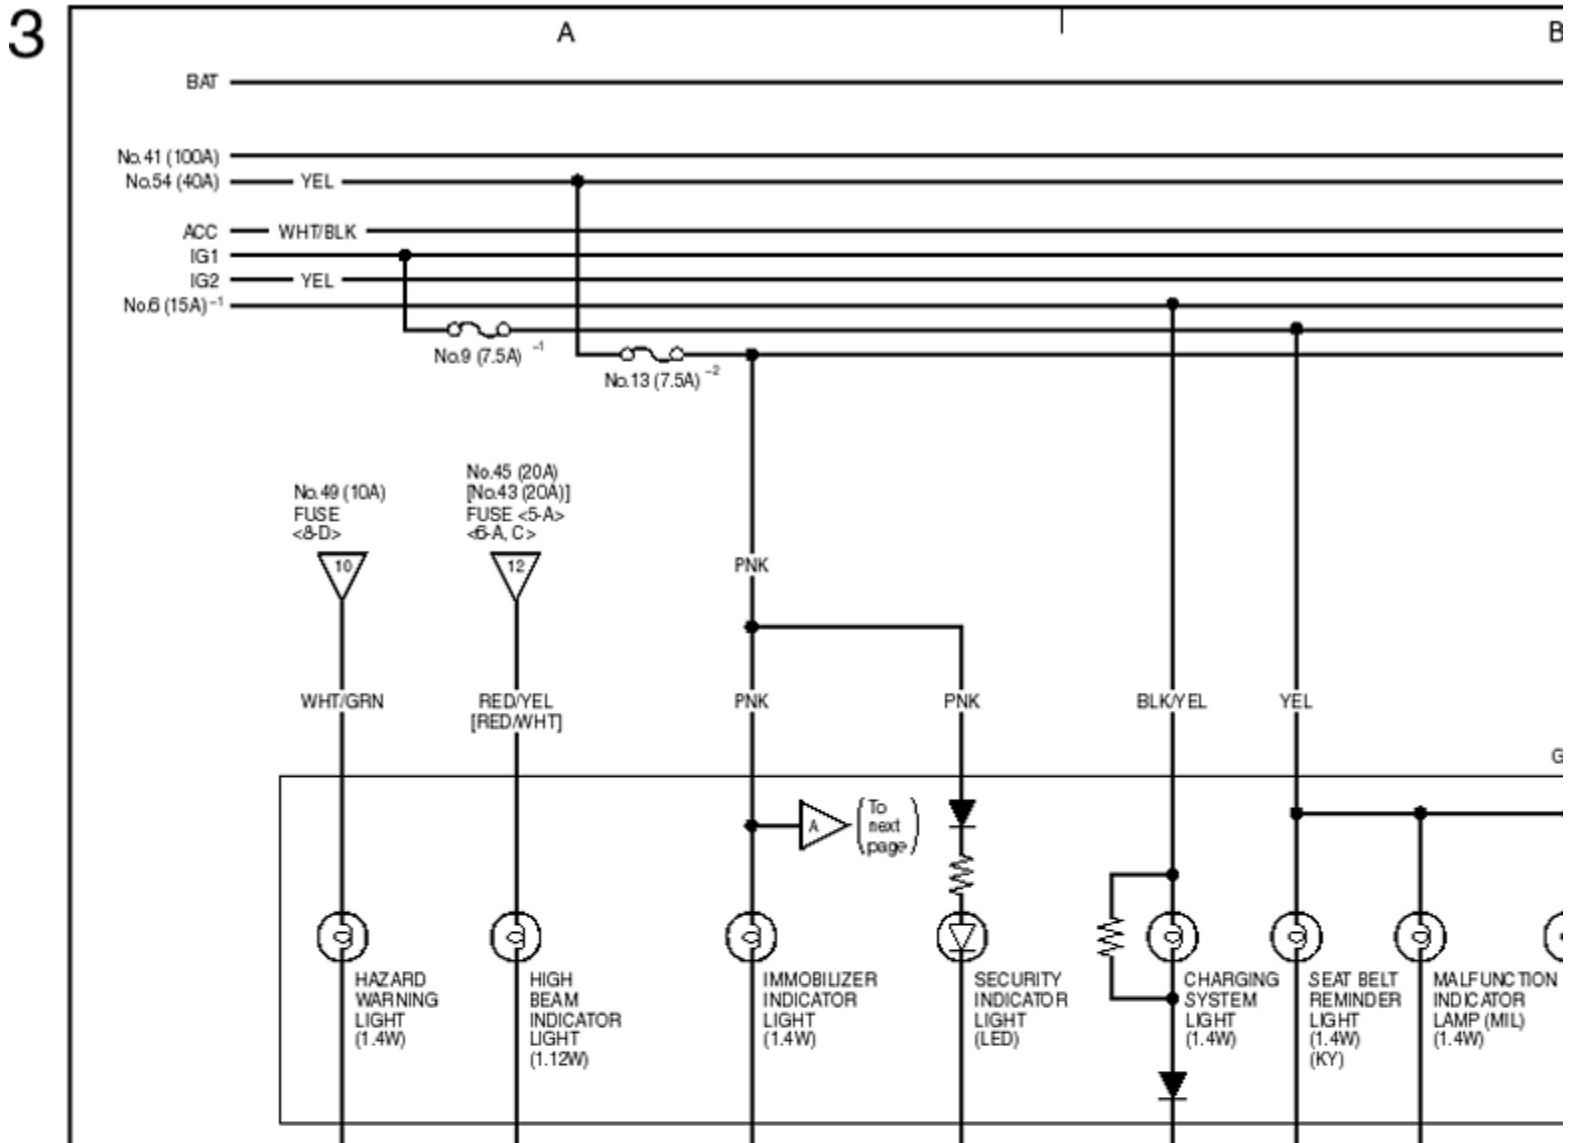 3
A
B
BAT
No.41 (100A)
No.54 (40A)
YEL
ACC
WHT/BLK
IG1
IG2
YEL
No.6 (15A) -1
No.9 (7.5A) -1
No.13 (7.5A) -2
No.49 (10A)
FUSE
<8-D>
10
No.45 (20A)
[No.43 (20A)]
FUSE <5-A>
<6-A, C>
12
PNK
WHT/GRN
RED/YEL
[RED/WHT]
PNK
PNK
BLK/YEL
YEL
G
A
(To
next
page)
HAZARD
WARNING
LIGHT
(1.4W)
HIGH
BEAM
INDICATOR
LIGHT
(1.12W)
IMMOBILIZER
INDICATOR
LIGHT
(1.4W)
SECURITY
INDICATOR
LIGHT
(LED)
CHARGING
SYSTEM
LIGHT
(1.4W)
SEAT BELT
REMINDER
LIGHT
(1.4W)
(KY)
MALFUNCTION
INDICATOR
LAMP (MIL)
(1.4W)